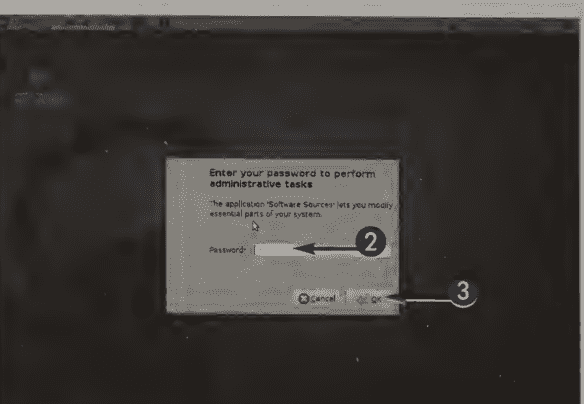 Enter your password to perform
administrative tasks
The application 'Software Sources' lets you modify
essential parts of your system.
Password:
2
Cancel
OK
3